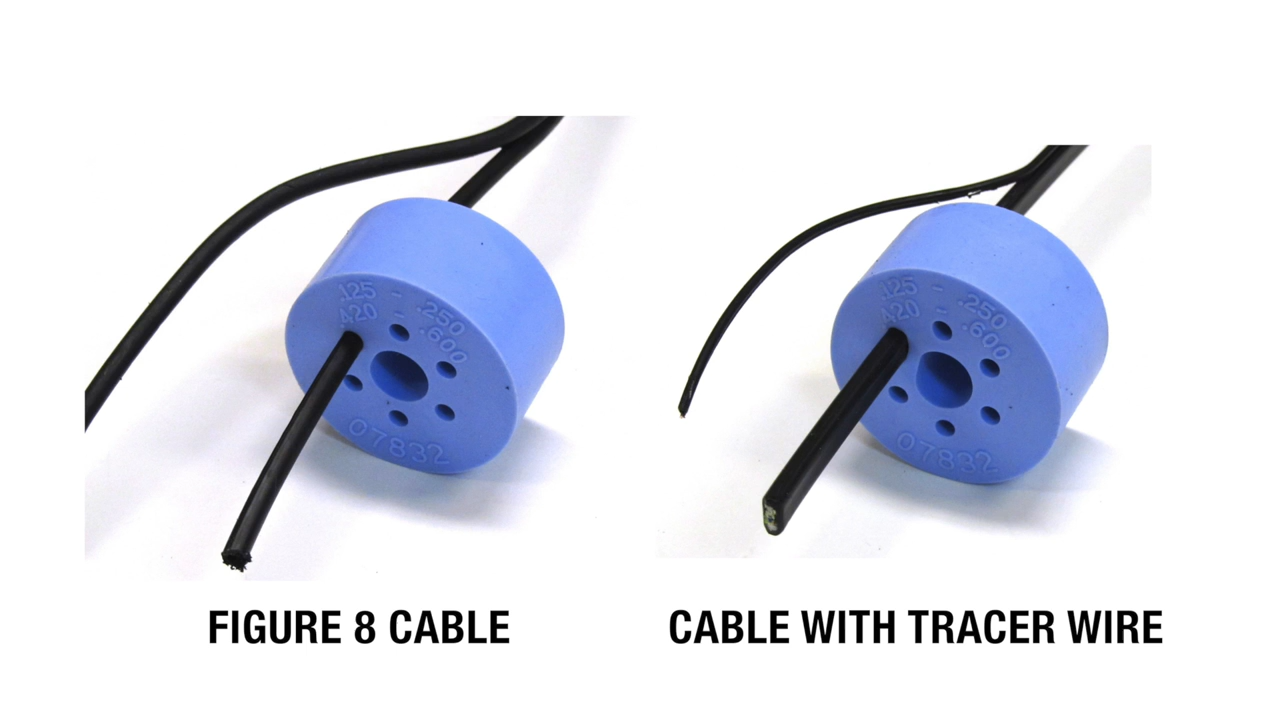 .125 - .250
.420 - .600
07832
.125 - .250
.420 - .600
07832
FIGURE 8 CABLE
CABLE WITH TRACER WIRE